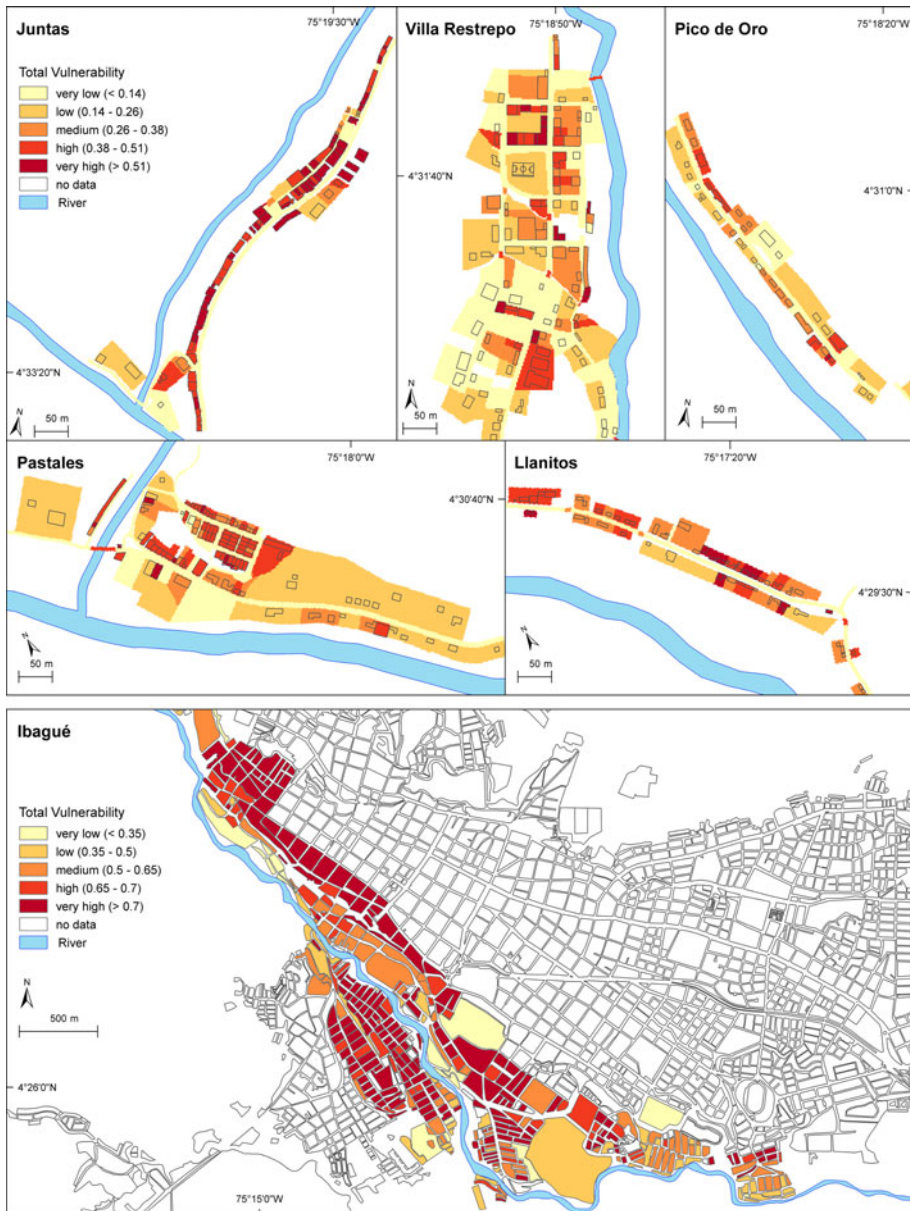 75°19'30"W
75°18'50"W
75°18'20"W
Juntas
Villa Restrepo
Pico de Oro
Total Vulnerability
very low (< 0.14)
low (0.14 - 0.26)
medium (0.26 - 0.38)
high (0.38 - 0.51)
very high (> 0.51)
no data
River
4°31'40"N
4°31'0"N
4°33'20"N
N
50 m
N
50 m
N
50 m
Pastales
75°18'0"W
Llanitos
75°17'20"W
4°30'40"N
4°29'30"N
N
50 m
N
50 m
Ibagué
Total Vulnerability
very low (< 0.35)
low (0.35 - 0.5)
medium (0.5 - 0.65)
high (0.65 - 0.7)
very high (> 0.7)
no data
River
N
500 m
4°26'0"N
75°15'0"W